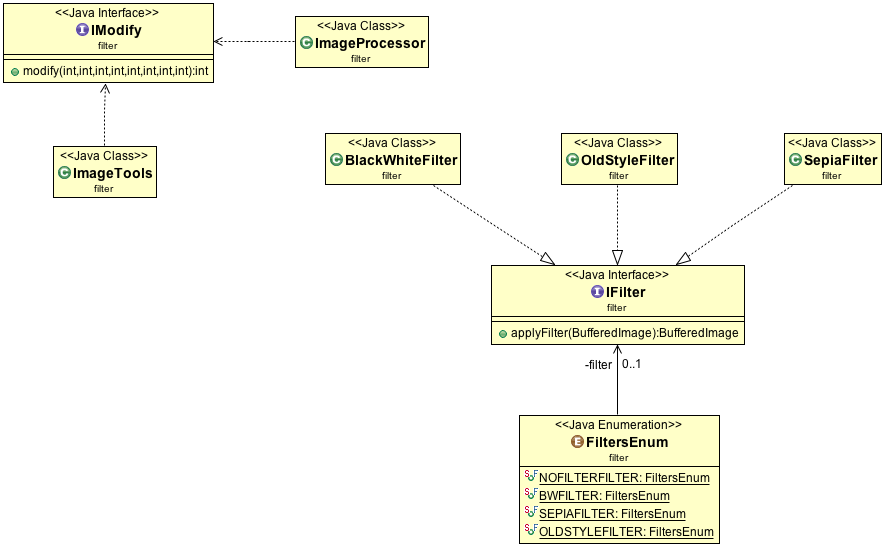 <<Java Interface>>
IModify
filter
modify(int,int,int,int,int,int,int,int):int
<<Java Class>>
ImageProcessor
filter
<<Java Class>>
ImageTools
filter
<<Java Class>>
BlackWhiteFilter
filter
<<Java Class>>
OldStyleFilter
filter
<<Java Class>>
SepiaFilter
filter
<<Java Interface>>
IFilter
filter
applyFilter(BufferedImage):BufferedImage
-filter 0..1
<<Java Enumeration>>
FiltersEnum
filter
NOFILTERFILTER: FiltersEnum
BWFILTER: FiltersEnum
SEPIAFILTER: FiltersEnum
OLDSTYLEFILTER: FiltersEnum